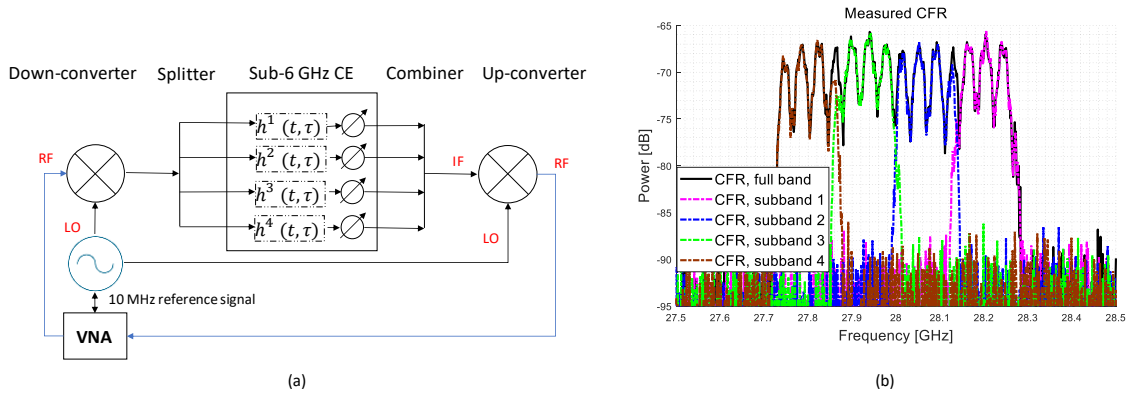 Down-converter Splitter Sub-6 GHz CE Combiner Up-converter
h¹ (t, τ)
h² (t, τ)
h³ (t, τ)
h⁴ (t, τ)
RF
IF
RF
LO
LO
10 MHz reference signal
VNA
(a)
Measured CFR
Power [dB]
-65
-70
-75
-80
-85
-90
-95
CFR, full band
CFR, subband 1
CFR, subband 2
CFR, subband 3
CFR, subband 4
27.5 27.6 27.7 27.8 27.9 28 28.1 28.2 28.3 28.4 28.5
Frequency [GHz]
(b)